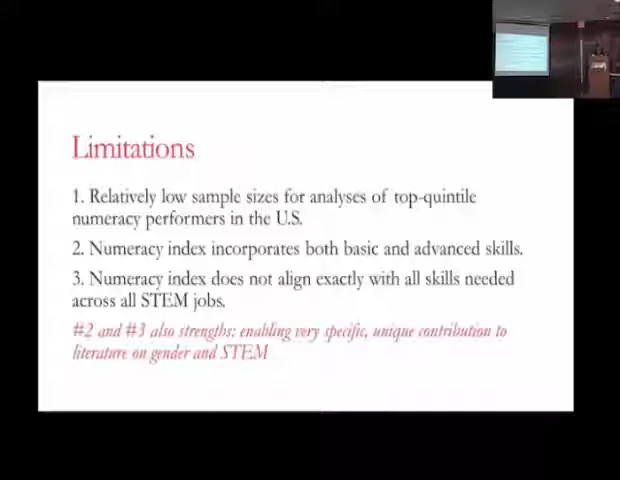 Limitations
1. Relatively low sample sizes for analyses of top-quintile
numeracy performers in the U.S.
2. Numeracy index incorporates both basic and advanced skills.
3. Numeracy index does not align exactly with all skills needed
across all STEM jobs.
#2 and #3 also strengths: enabling very specific, unique contribution to
literature on gender and STEM